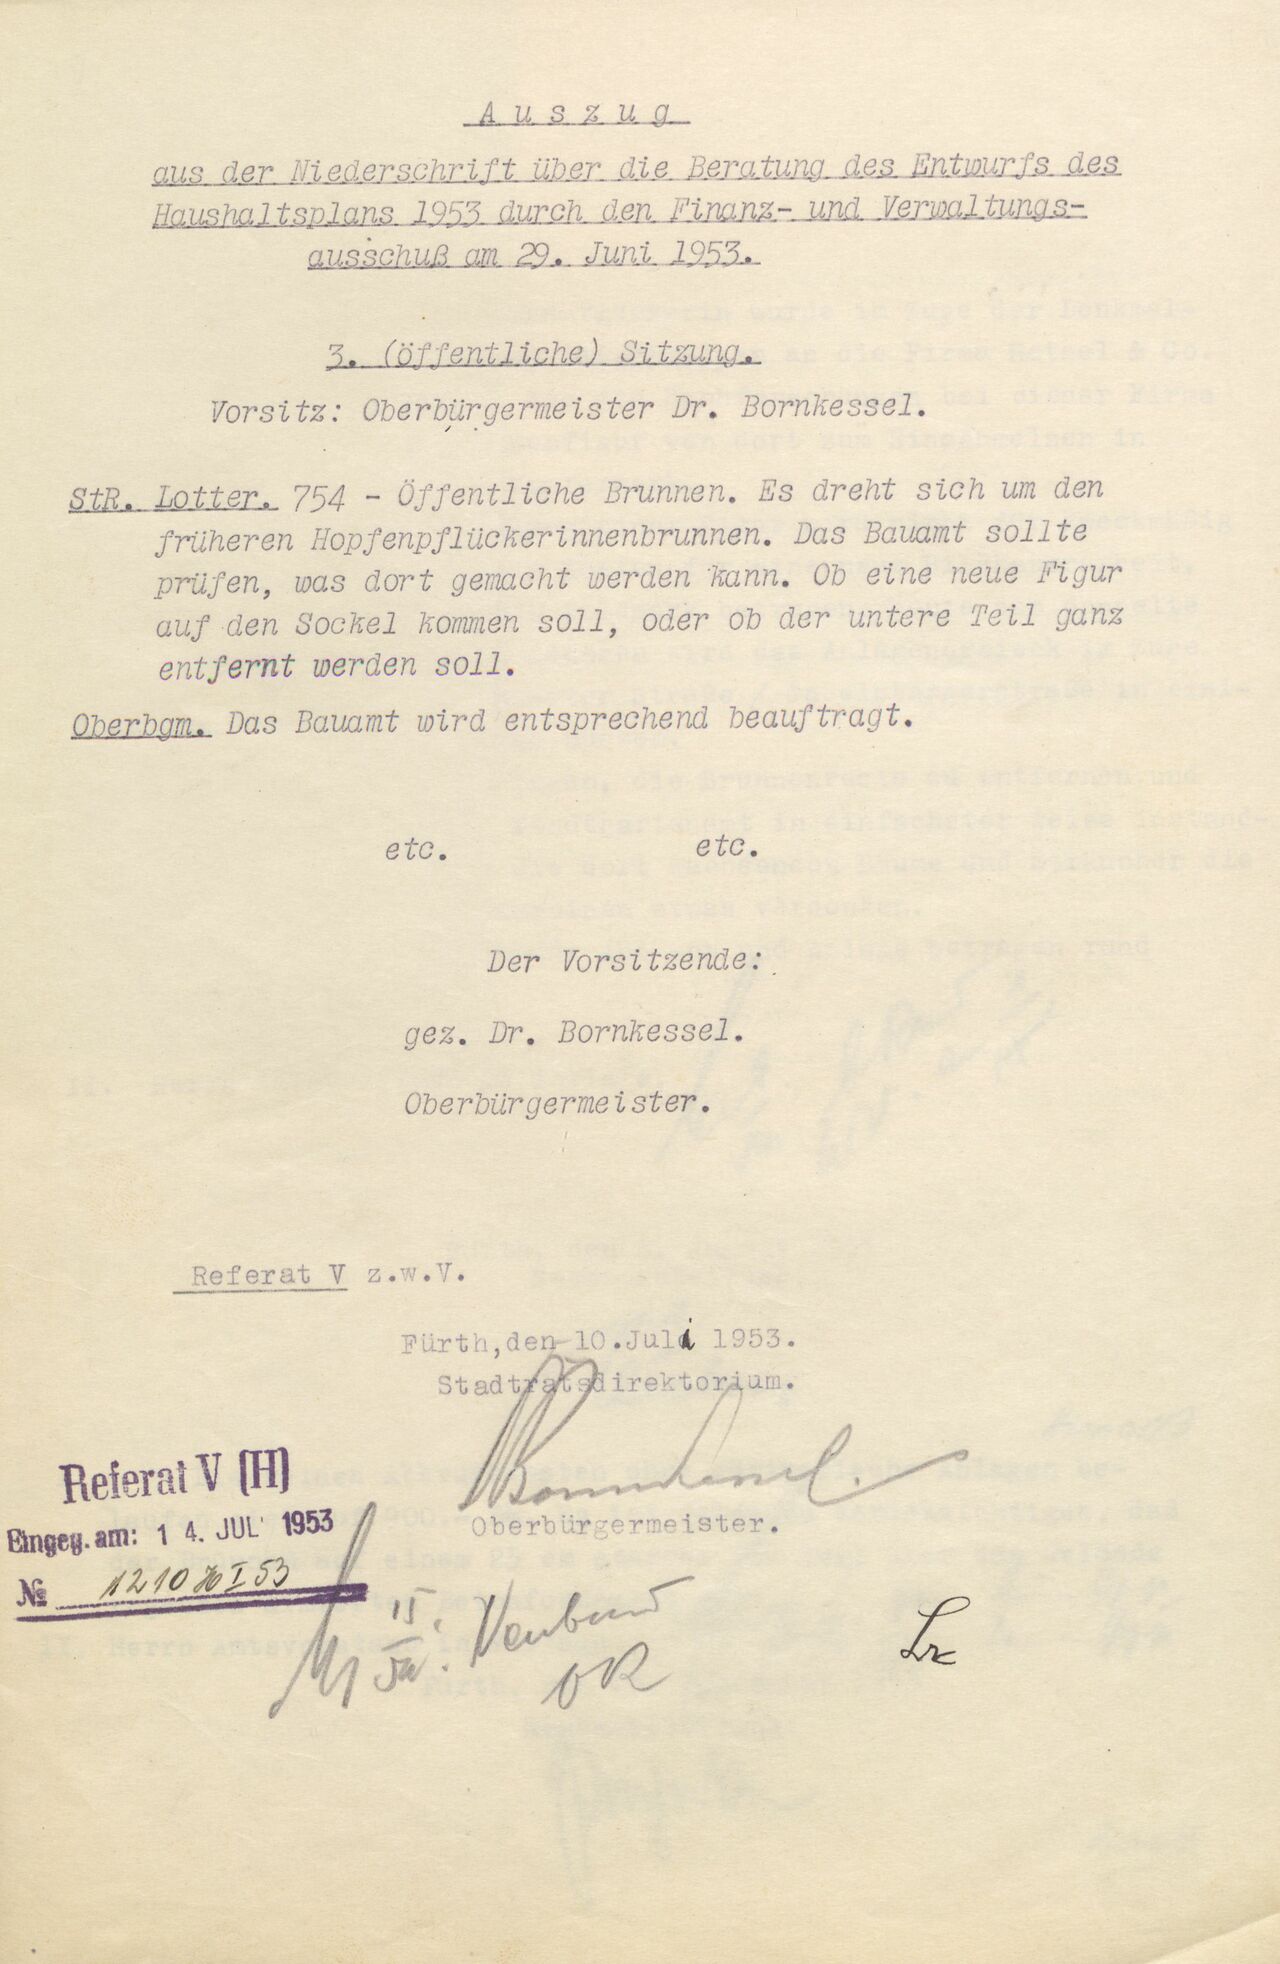 A u s z u g
aus der Niederschrift über die Beratung des Entwurfs des
Haushaltsplans 1953 durch den Finanz- und Verwaltungs-
ausschuß am 29. Juni 1953.
3. (öffentliche) Sitzung.
Vorsitz: Oberbürgermeister Dr. Bornkessel.
StR. Lotter. 754 - Öffentliche Brunnen. Es dreht sich um den
früheren Hopfenpflückerinnenbrunnen. Das Bauamt sollte
prüfen, was dort gemacht werden kann. Ob eine neue Figur
auf den Sockel kommen soll, oder ob der untere Teil ganz
entfernt werden soll.
Oberbgm. Das Bauamt wird entsprechend beauftragt.
etc. etc.
Der Vorsitzende:
gez. Dr. Bornkessel.
Oberbürgermeister.
Referat V z.w.V.
Fürth,den 10.Juli 1953.
Stadtratsdirektorium.
Bornkessel.
Oberbürgermeister.
Referat V (H)
Eingeg. am: 14. JUL 1953
№ 1210 H I 53